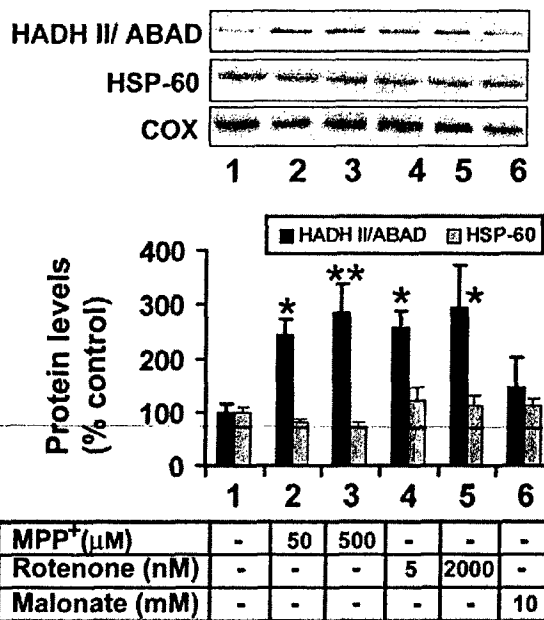 HADH II/ ABAD
HSP-60
COX
1 2 3 4 5 6
HADH II/ABAD HSP-60
Protein levels
(% control)
400
300
200
100
0
* ** * *
1 2 3 4 5 6
MPP+(μM) - 50 500 - - -
Rotenone (nM) - - - 5 2000 -
Malonate (mM) - - - - - 10